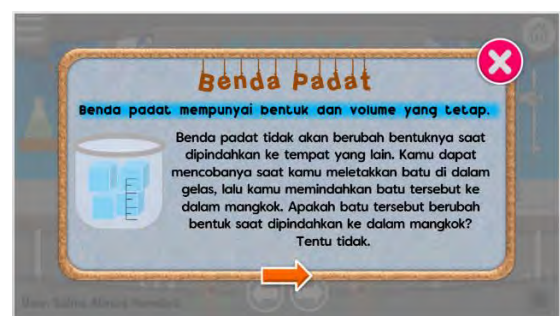 Benda Padat
Benda padat mempunyai bentuk dan volume yang tetap.
Benda padat tidak akan berubah bentuknya saat
dipindahkan ke tempat yang lain. Kamu dapat
mencobanya saat kamu meletakkan batu di dalam
gelas, lalu kamu memindahkan batu tersebut ke
dalam mangkok. Apakah batu tersebut berubah
bentuk saat dipindahkan ke dalam mangkok?
Tentu tidak.